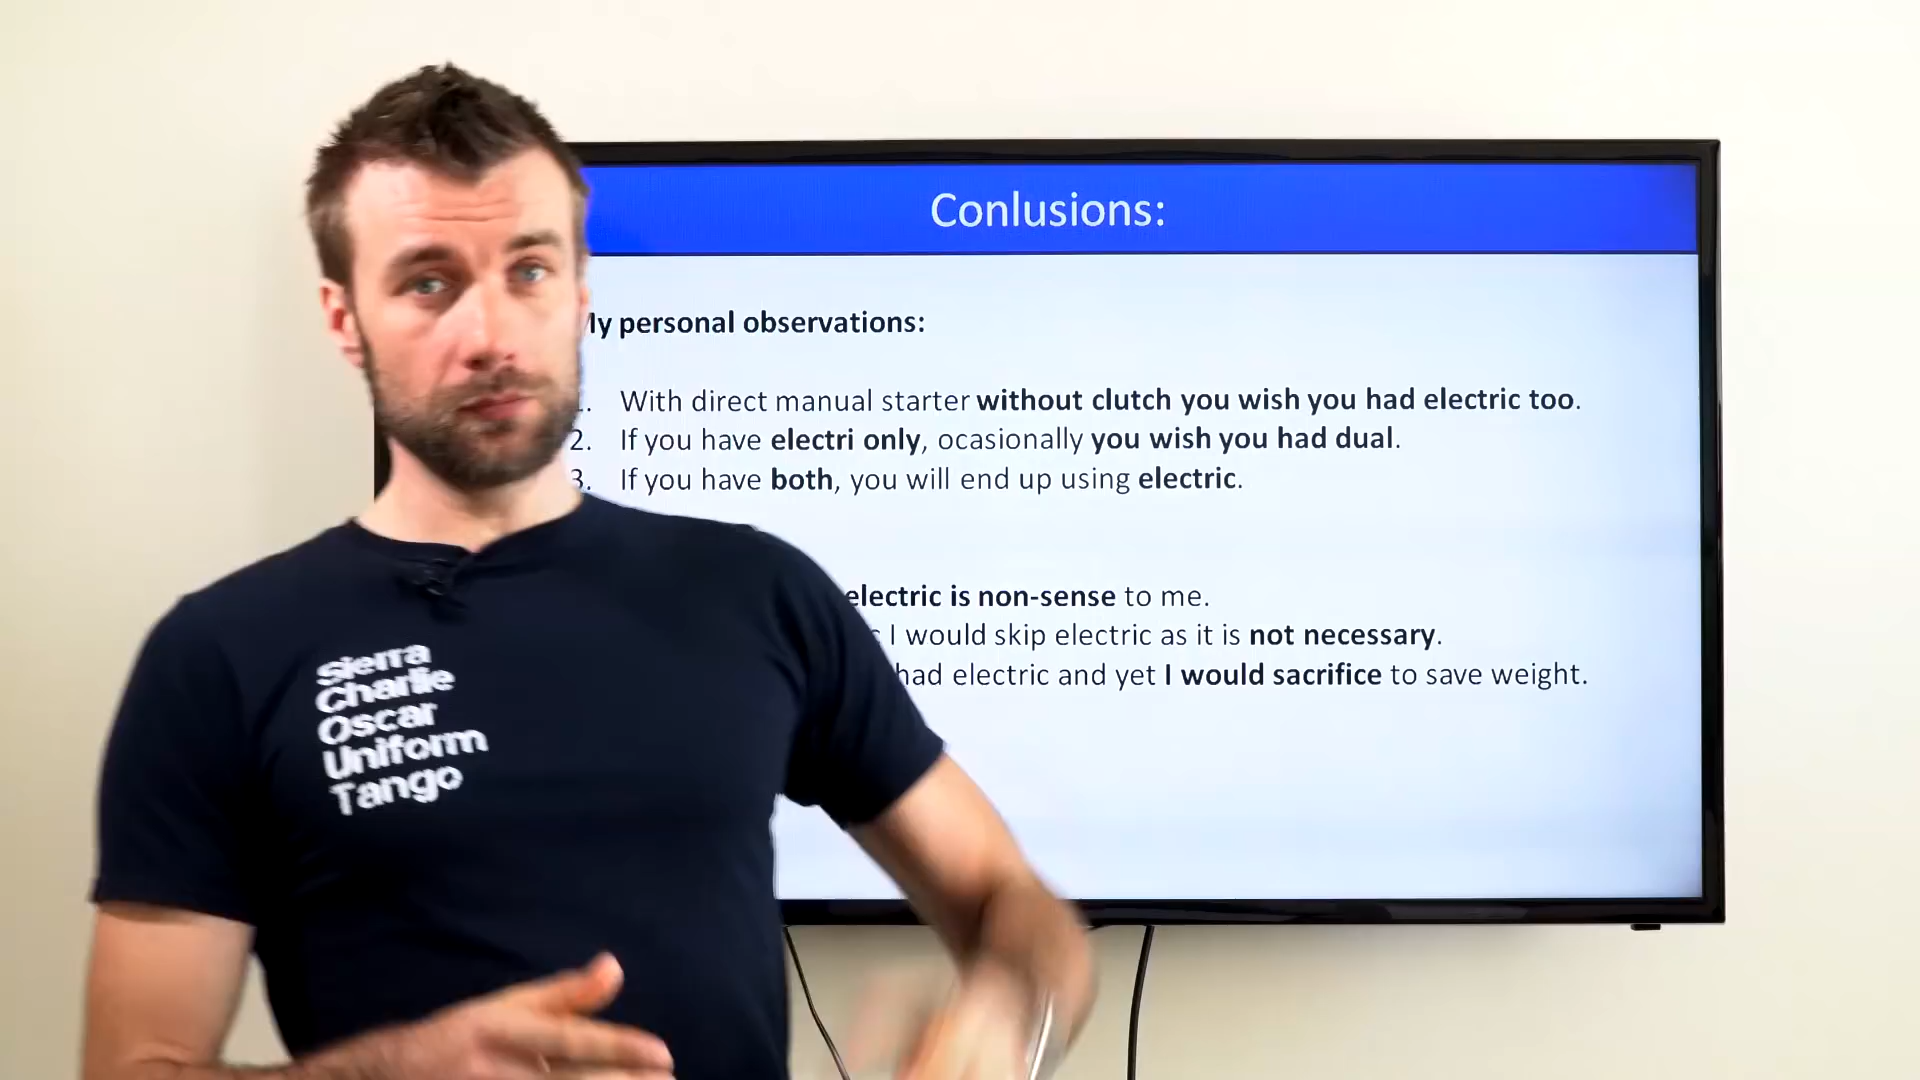 Conlusions:
My personal observations:
1. With direct manual starter without clutch you wish you had electric too.
2. If you have electri only, ocasionally you wish you had dual.
3. If you have both, you will end up using electric.
electric is non-sense to me.
I would skip electric as it is not necessary.
had electric and yet I would sacrifice to save weight.
Sierra
Charlie
Oscar
Uniform
Tango